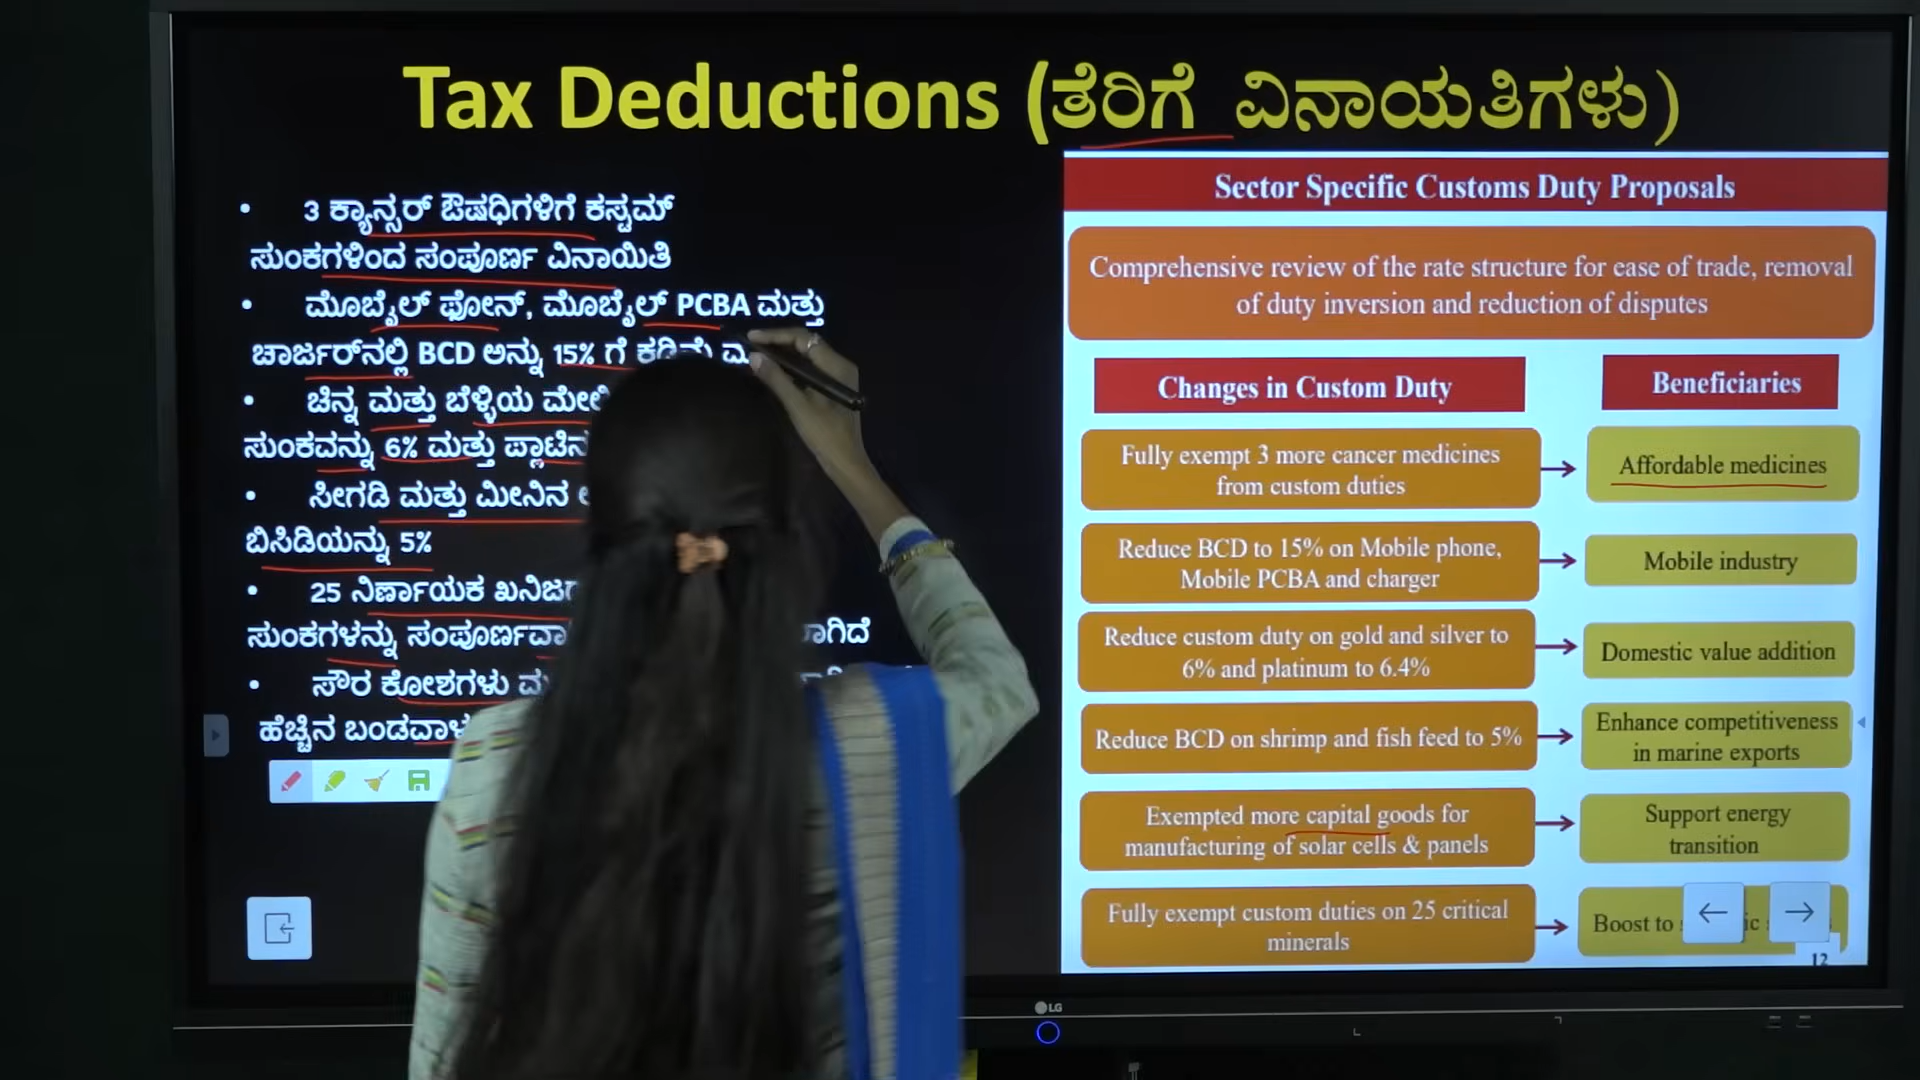 Tax Deductions (ತೆರಿಗೆ ವಿನಾಯತಿಗಳು)
• 3 ಕ್ಯಾನ್ಸರ್ ಔಷಧಿಗಳಿಗೆ ಕಸ್ಟಮ್
ಸುಂಕಗಳಿಂದ ಸಂಪೂರ್ಣ ವಿನಾಯಿತಿ
• ಮೊಬೈಲ್ ಫೋನ್, ಮೊಬೈಲ್ PCBA ಮತ್ತು
ಚಾರ್ಜರ್‌ನಲ್ಲಿ BCD ಅನ್ನು 15% ಗೆ ಕಡಿಮೆ
• ಚಿನ್ನ ಮತ್ತು ಬೆಳ್ಳಿಯ
ಸುಂಕವನ್ನು 6% ಮತ್ತು
• ಸೀಗಡಿ ಮತ್ತು ಮೀನಿನ
ಬಿಸಿಡಿಯನ್ನು 5%
• 25 ನಿರ್ಣಾಯಕ
ಸುಂಕಗಳನ್ನು
• ಸೌರ ಕೋಶಗಳು
ಹೆಚ್ಚಿನ
Sector Specific Customs Duty Proposals
Comprehensive review of the rate structure for ease of trade, removal
of duty inversion and reduction of disputes
Changes in Custom Duty
Beneficiaries
Fully exempt 3 more cancer medicines
from custom duties
Affordable medicines
Reduce BCD to 15% on Mobile phone,
Mobile PCBA and charger
Mobile industry
Reduce custom duty on gold and silver to
6% and platinum to 6.4%
Domestic value addition
Reduce BCD on shrimp and fish feed to 5%
Enhance competitiveness
in marine exports
Exempted more capital goods for
manufacturing of solar cells & panels
Support energy
transition
Fully exempt custom duties on 25 critical
minerals
Boost to
12
LG